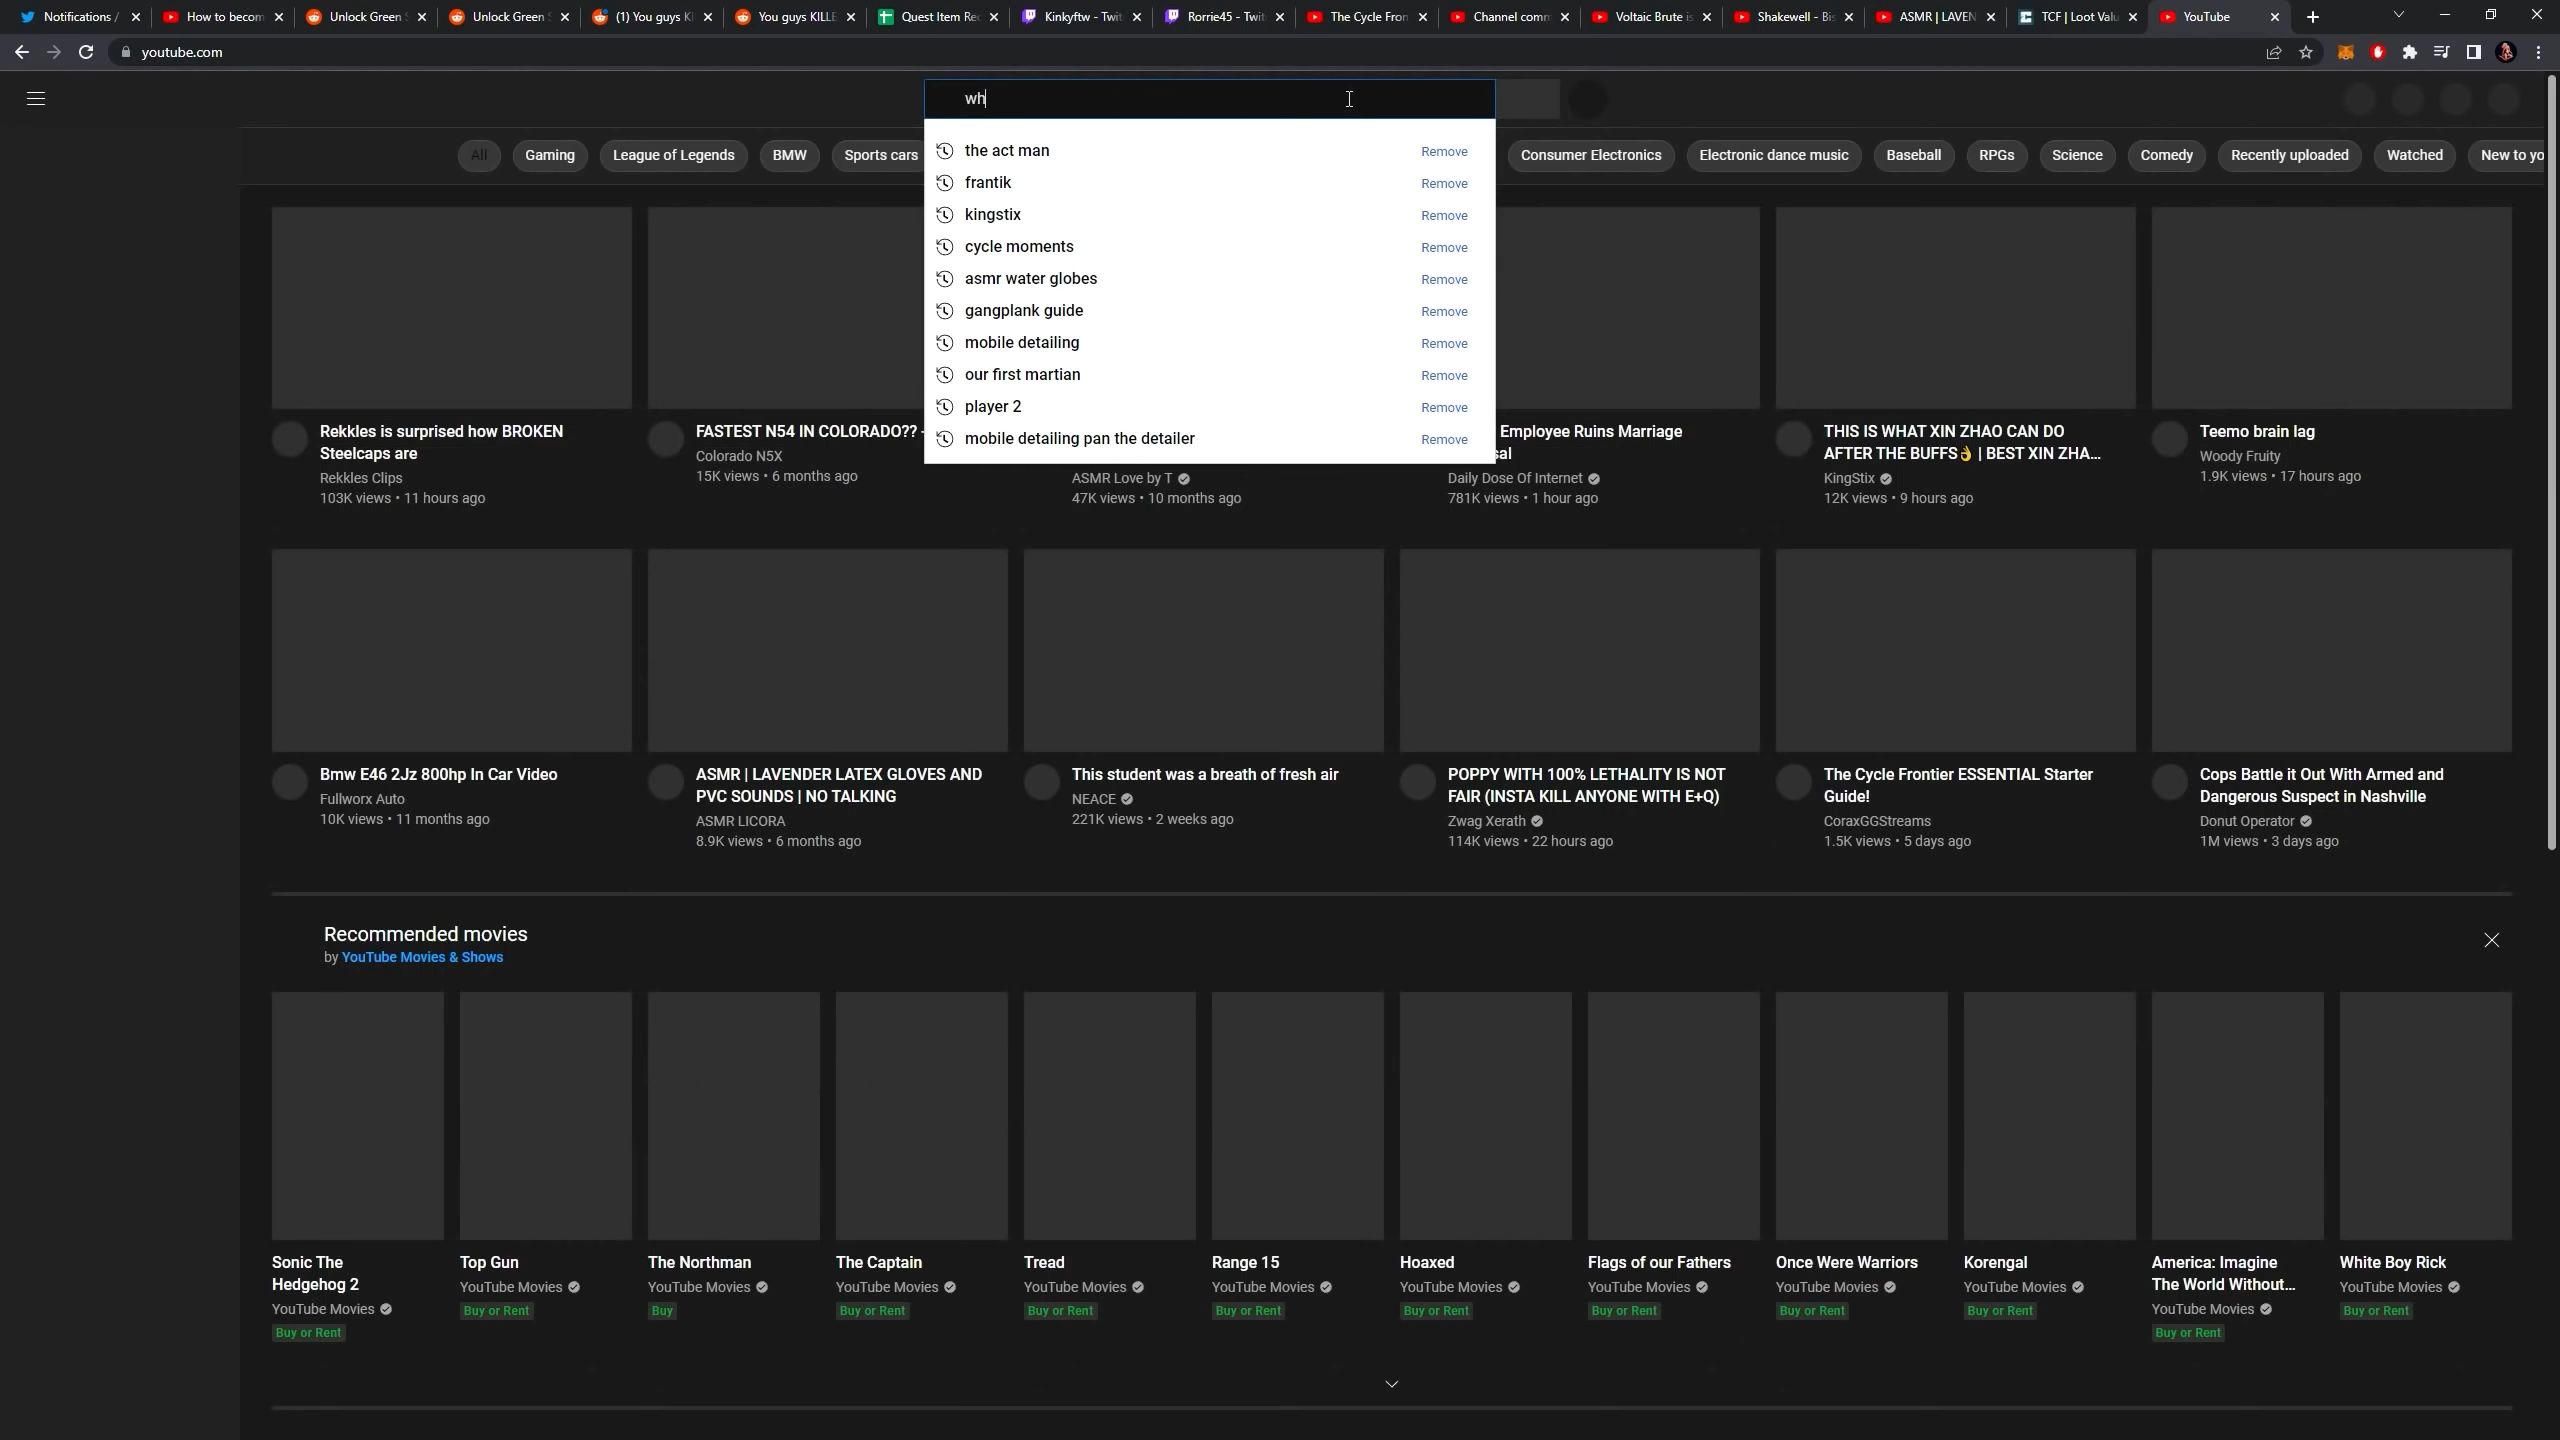 Notifications /
How to becom
Unlock Green S
Unlock Green S
(1) You guys KI
You guys KILLE
Quest Item Re
Kinkyftw - Twit
Rorrie45 - Twit
The Cycle Fron
Channel comm
Voltaic Brute is
Shakewell - Bis
ASMR | LAVEN
TCF | Loot Valu
YouTube
youtube.com
wh
the act man Remove
frantik Remove
kingstix Remove
cycle moments Remove
asmr water globes Remove
gangplank guide Remove
mobile detailing Remove
our first martian Remove
player 2 Remove
mobile detailing pan the detailer Remove
All Gaming League of Legends BMW Sports cars Consumer Electronics Electronic dance music Baseball RPGs Science Comedy Recently uploaded Watched New to yo
Rekkles is surprised how BROKEN
Steelcaps are
Rekkles Clips
103K views • 11 hours ago
FASTEST N54 IN COLORADO?? -
Colorado N5X
15K views • 6 months ago
ASMR Love by T
47K views • 10 months ago
Employee Ruins Marriage
sal
Daily Dose Of Internet
781K views • 1 hour ago
THIS IS WHAT XIN ZHAO CAN DO
AFTER THE BUFFS👌 | BEST XIN ZHA...
KingStix
12K views • 9 hours ago
Teemo brain lag
Woody Fruity
1.9K views • 17 hours ago
Bmw E46 2Jz 800hp In Car Video
Fullworx Auto
10K views • 11 months ago
ASMR | LAVENDER LATEX GLOVES AND
PVC SOUNDS | NO TALKING
ASMR LICORA
8.9K views • 6 months ago
This student was a breath of fresh air
NEACE
221K views • 2 weeks ago
POPPY WITH 100% LETHALITY IS NOT
FAIR (INSTA KILL ANYONE WITH E+Q)
Zwag Xerath
114K views • 22 hours ago
The Cycle Frontier ESSENTIAL Starter
Guide!
CoraxGGStreams
1.5K views • 5 days ago
Cops Battle it Out With Armed and
Dangerous Suspect in Nashville
Donut Operator
1M views • 3 days ago
Recommended movies
by YouTube Movies & Shows
Sonic The
Hedgehog 2
YouTube Movies
Buy or Rent
Top Gun
YouTube Movies
Buy or Rent
The Northman
YouTube Movies
Buy
The Captain
YouTube Movies
Buy or Rent
Tread
YouTube Movies
Buy or Rent
Range 15
YouTube Movies
Buy or Rent
Hoaxed
YouTube Movies
Buy or Rent
Flags of our Fathers
YouTube Movies
Buy or Rent
Once Were Warriors
YouTube Movies
Buy or Rent
Korengal
YouTube Movies
Buy or Rent
America: Imagine
The World Without...
YouTube Movies
Buy or Rent
White Boy Rick
YouTube Movies
Buy or Rent